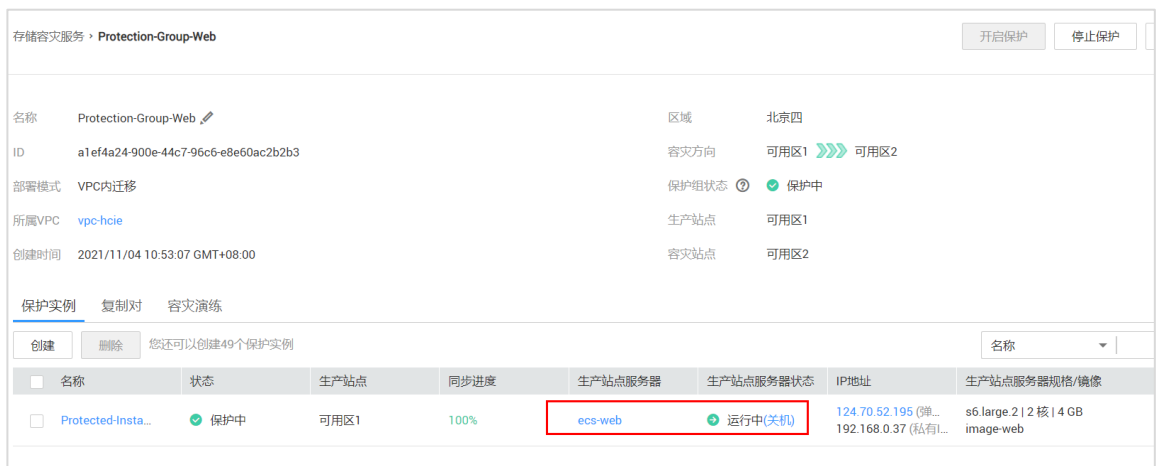 存储容灾服务 › Protection-Group-Web 开启保护 停止保护
名称 Protection-Group-Web 区域 北京四
ID a1ef4a24-900e-44c7-96c6-e8e60ac2b2b3 容灾方向 可用区1 可用区2
部署模式 VPC内迁移 保护组状态 ? 保护中
所属VPC vpc-hcie 生产站点 可用区1
创建时间 2021/11/04 10:53:07 GMT+08:00 容灾站点 可用区2
保护实例 复制对 容灾演练
创建 删除 您还可以创建49个保护实例 名称
名称 状态 生产站点 同步进度 生产站点服务器 生产站点服务器状态 IP地址 生产站点服务器规格/镜像
Protected-Insta... 保护中 可用区1 100% ecs-web 运行中(关机) 124.70.52.195 (弹... s6.large.2 | 2 核 | 4 GB
192.168.0.37 (私有I... image-web